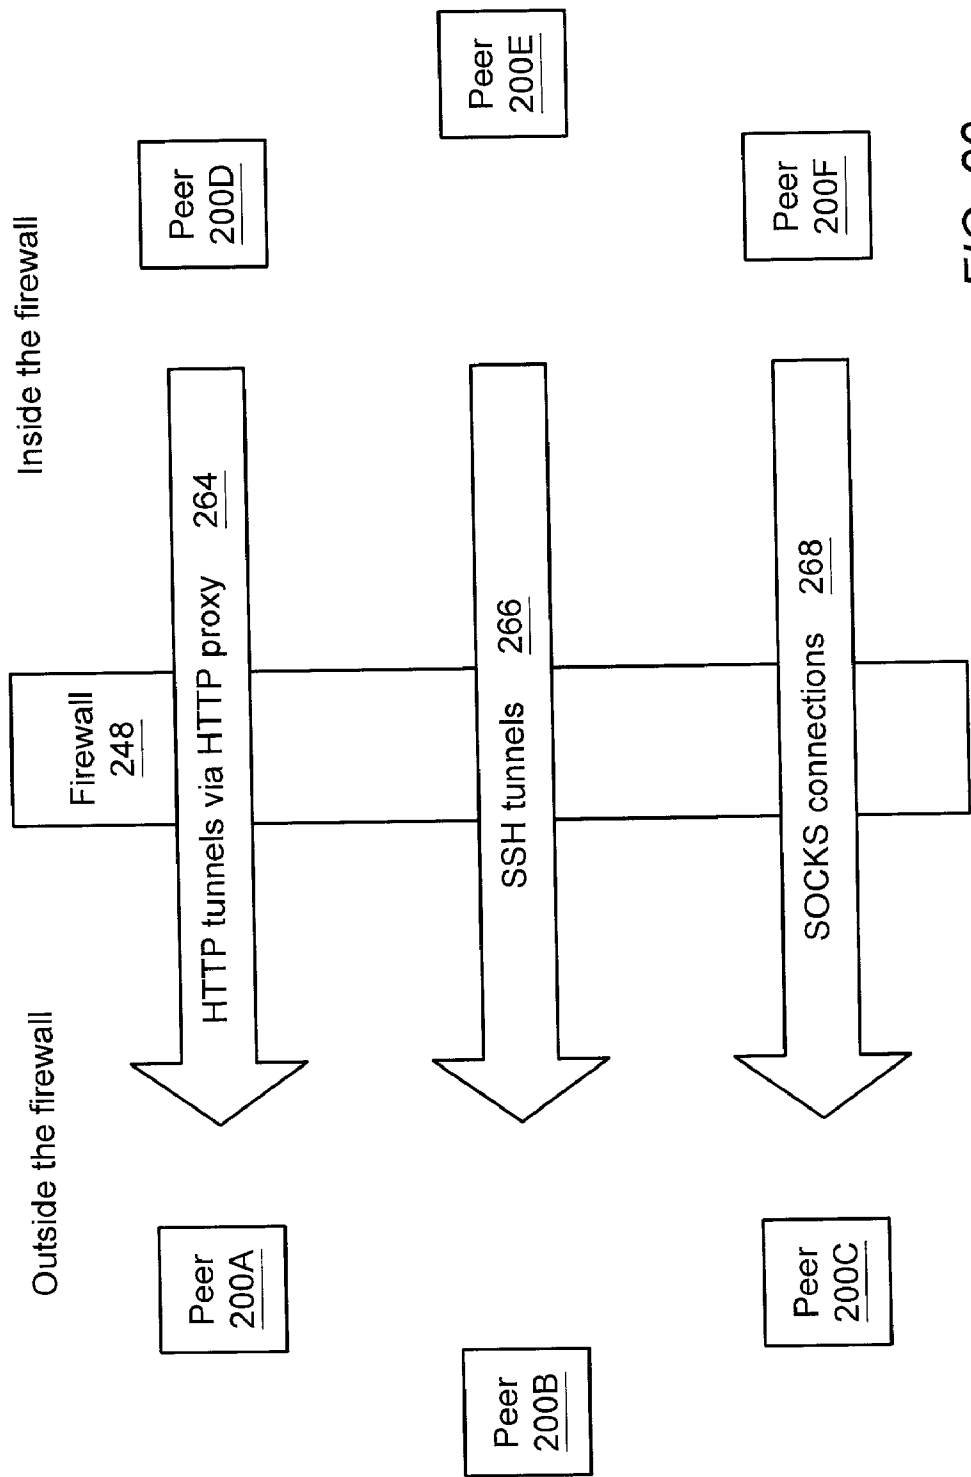 Outside the firewall
Inside the firewall
Firewall
248
Peer
200A
HTTP tunnels via HTTP proxy 264
Peer
200D
Peer
200B
SSH tunnels 266
Peer
200E
Peer
200C
SOCKS connections 268
Peer
200F
FIG.